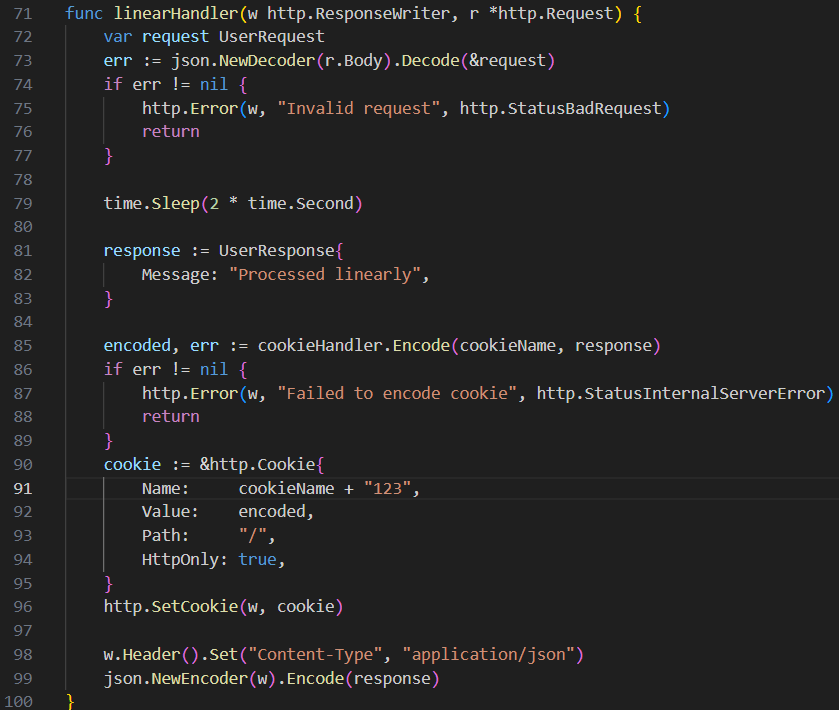 71 func linearHandler(w http.ResponseWriter, r *http.Request) {
72     var request UserRequest
73     err := json.NewDecoder(r.Body).Decode(&request)
74     if err != nil {
75         http.Error(w, "Invalid request", http.StatusBadRequest)
76         return
77     }
78
79     time.Sleep(2 * time.Second)
80
81     response := UserResponse{
82         Message: "Processed linearly",
83     }
84
85     encoded, err := cookieHandler.Encode(cookieName, response)
86     if err != nil {
87         http.Error(w, "Failed to encode cookie", http.StatusInternalServerError)
88         return
89     }
90     cookie := &http.Cookie{
91         Name:     cookieName + "123",
92         Value:    encoded,
93         Path:     "/",
94         HttpOnly: true,
95     }
96     http.SetCookie(w, cookie)
97
98     w.Header().Set("Content-Type", "application/json")
99     json.NewEncoder(w).Encode(response)
100 }